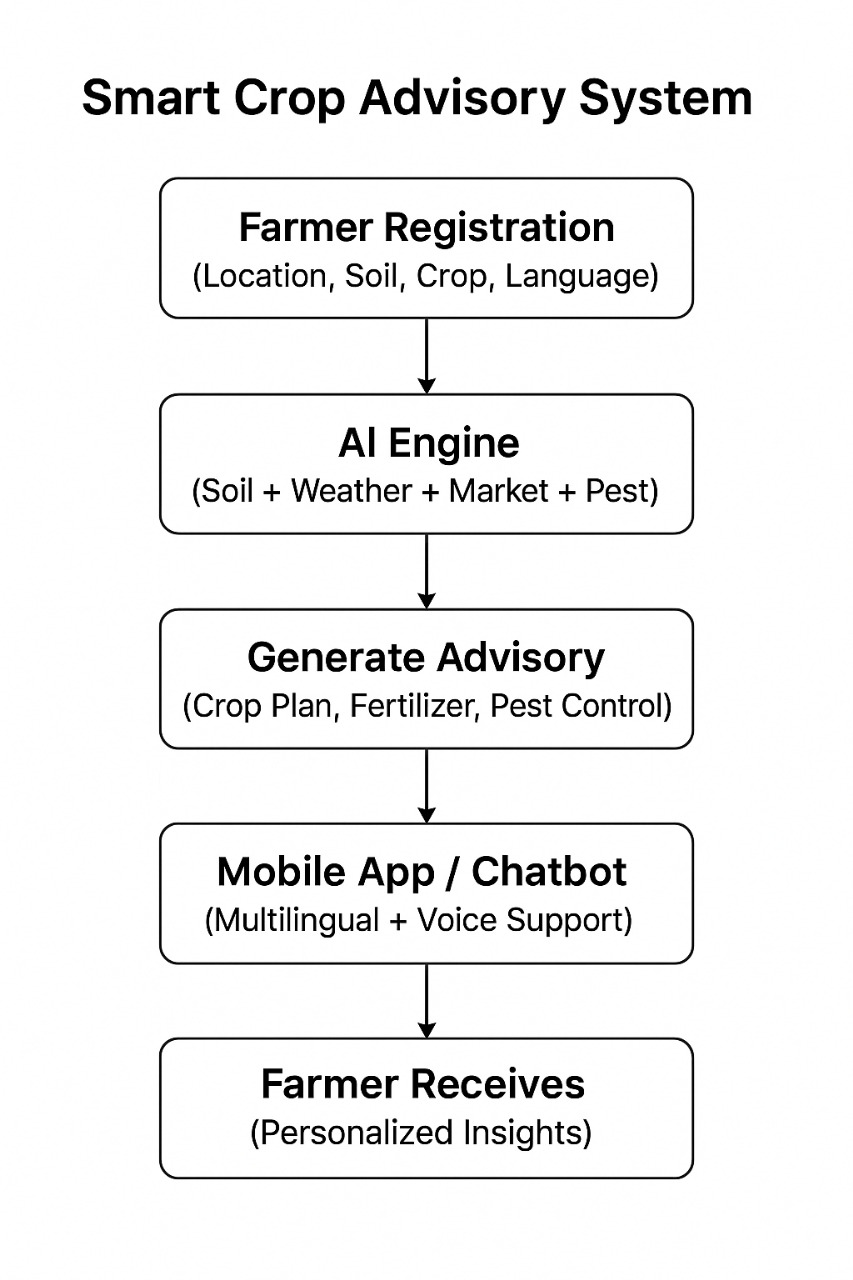 Smart Crop Advisory System
Farmer Registration
(Location, Soil, Crop, Language)
AI Engine
(Soil + Weather + Market + Pest)
Generate Advisory
(Crop Plan, Fertilizer, Pest Control)
Mobile App / Chatbot
(Multilingual + Voice Support)
Farmer Receives
(Personalized Insights)